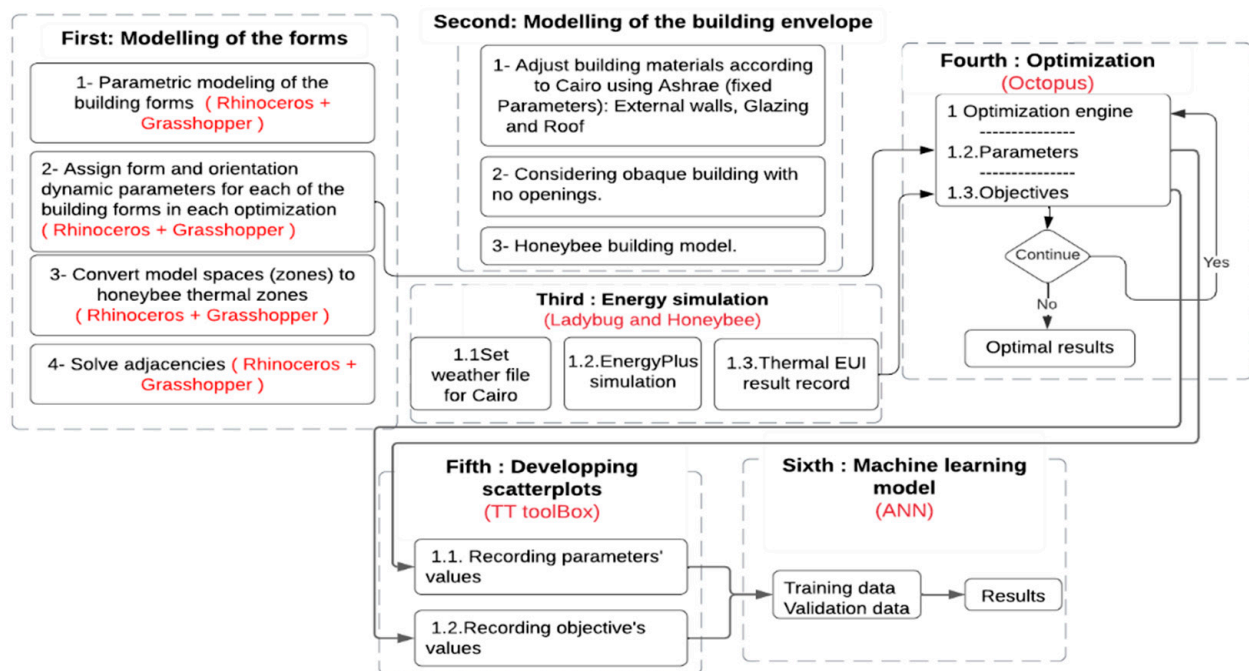 First: Modelling of the forms
1- Parametric modeling of the
building forms ( Rhinoceros +
Grasshopper )
2- Assign form and orientation
dynamic parameters for each of the
building forms in each optimization
( Rhinoceros + Grasshopper )
3- Convert model spaces (zones) to
honeybee thermal zones
( Rhinoceros + Grasshopper )
4- Solve adjacencies ( Rhinoceros +
Grasshopper )
Second: Modelling of the building envelope
1- Adjust building materials according
to Cairo using Ashrae (fixed
Parameters): External walls, Glazing
and Roof
2- Considering obaque building with
no openings.
3- Honeybee building model.
Third : Energy simulation
(Ladybug and Honeybee)
1.1Set
weather file
for Cairo
1.2.EnergyPlus
simulation
1.3.Thermal EUI
result record
Fourth : Optimization
(Octopus)
1 Optimization engine
---------------
1.2.Parameters
---------------
1.3.Objectives
Continue
Yes
No
Optimal results
Fifth : Developping
scatterplots
(TT toolBox)
1.1. Recording parameters'
values
1.2.Recording objective's
values
Sixth : Machine learning
model
(ANN)
Training data
Validation data
Results